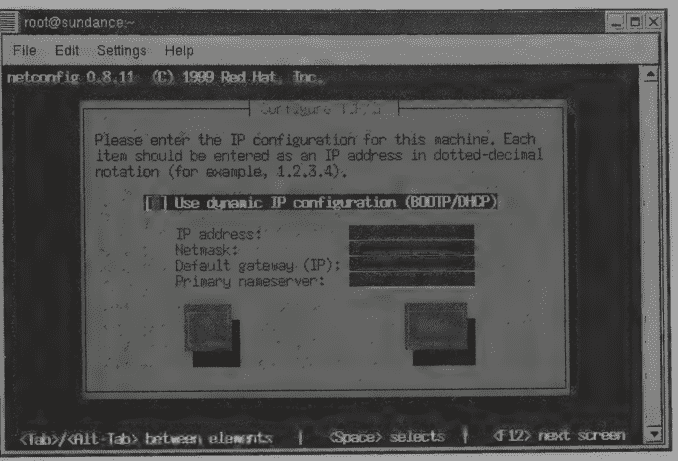 root@sundance:~
File Edit Settings Help
netconfig 0.8.11 (C) 1999 Red Hat, Inc.
Configure TCP/IP
Please enter the IP configuration for this machine. Each
item should be entered as an IP address in dotted-decimal
notation (for example, 1.2.3.4).
[ ] Use dynamic IP configuration (BOOTP/DHCP)
IP address:
Netmask:
Default gateway (IP):
Primary nameserver:
<Tab>/<Alt-Tab> between elements | <Space> selects | <F12> next screen